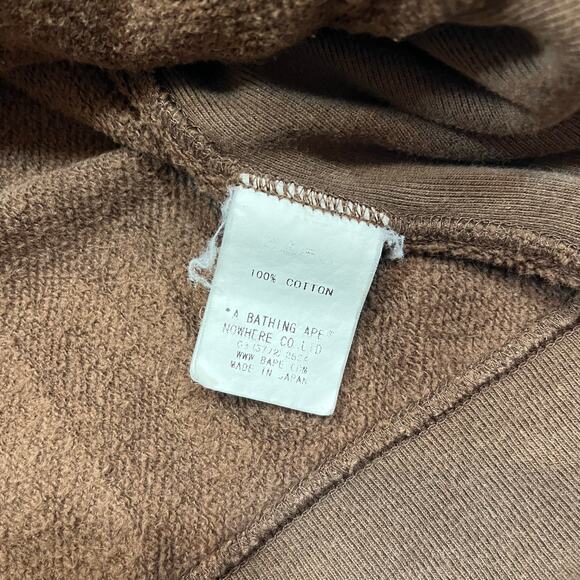 100% COTTON
*A BATHING APE®
NOWHERE CO.LTD
WWW.BAPE.COM
MADE IN JAPAN